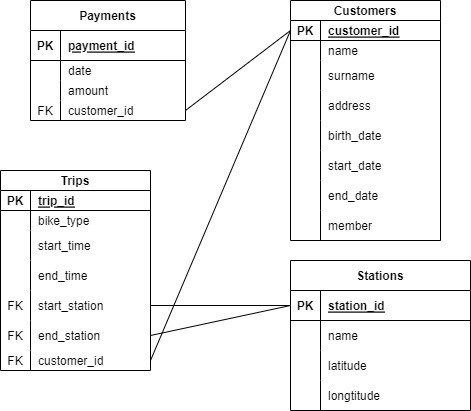 Payments
PK payment_id
date
amount
FK customer_id
Customers
PK customer_id
name
surname
address
birth_date
start_date
end_date
member
Trips
PK trip_id
bike_type
start_time
end_time
FK start_station
FK end_station
FK customer_id
Stations
PK station_id
name
latitude
longtitude